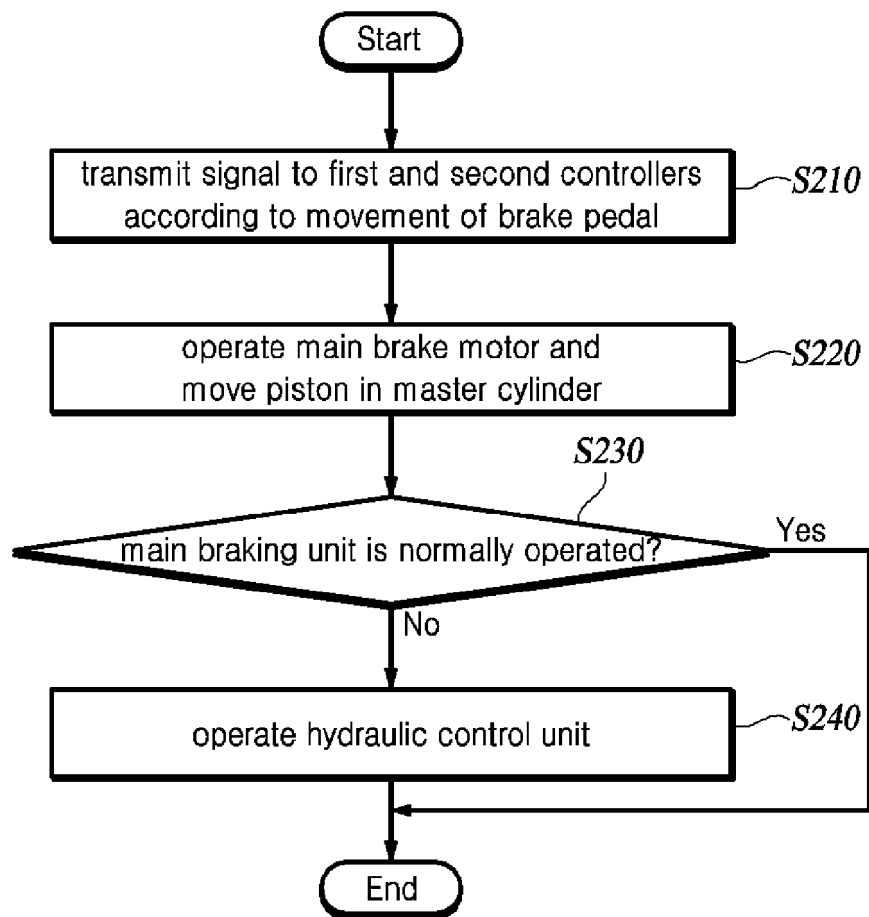 Start
transmit signal to first and second controllers
according to movement of brake pedal
S210
operate main brake motor and
move piston in master cylinder
S220
S230
main braking unit is normally operated?
Yes
No
operate hydraulic control unit
S240
End